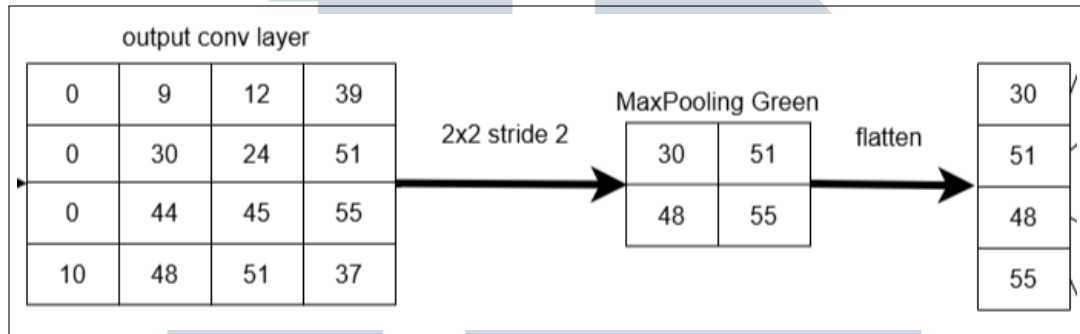 output conv layer
0 9 12 39
0 30 24 51
0 44 45 55
10 48 51 37
2x2 stride 2
MaxPooling Green
30 51
48 55
flatten
30
51
48
55